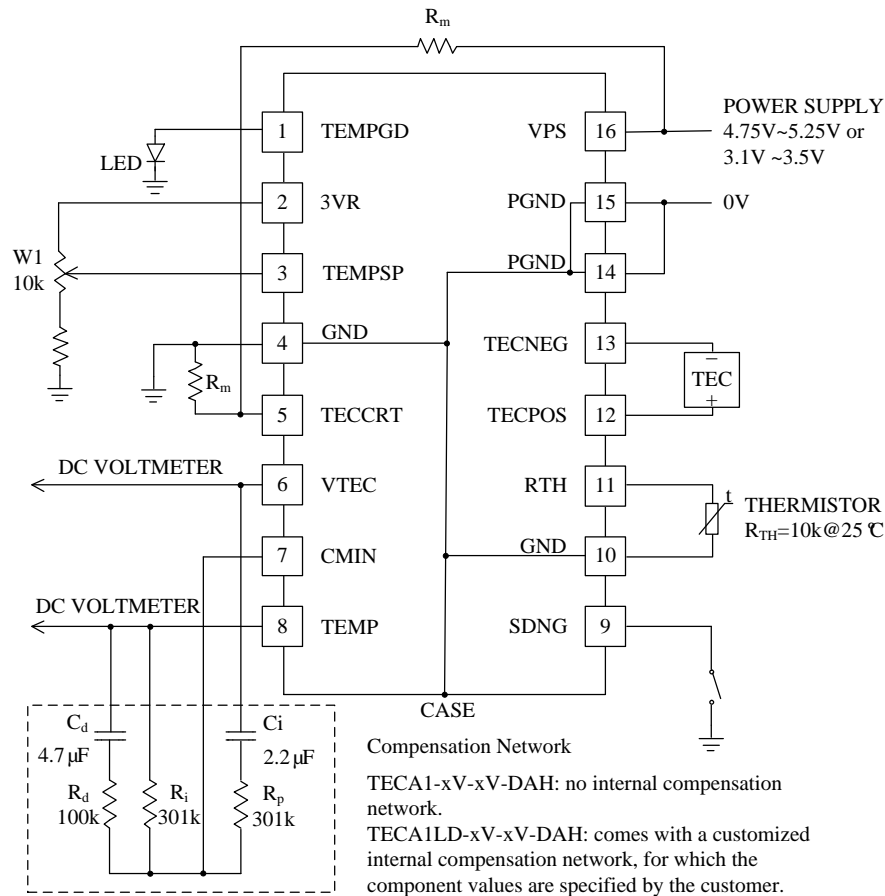 Rm
1 TEMPGD
VPS 16
POWER SUPPLY
4.75V~5.25V or
3.1V ~3.5V
LED
2 3VR
PGND 15
0V
W1
10k
3 TEMPSP
PGND 14
4 GND
TECNEG 13
−
TEC
+
Rm
5 TECCRT
TECPOS 12
DC VOLTMETER
6 VTEC
RTH 11
t
THERMISTOR
RTH=10k@25 ℃
7 CMIN
GND 10
DC VOLTMETER
8 TEMP
SDNG 9
CASE
Cd
4.7μF
Ci
2.2μF
Rd
100k
Ri
301k
Rp
301k
Compensation Network
TECA1-xV-xV-DAH: no internal compensation
network.
TECA1LD-xV-xV-DAH: comes with a customized
internal compensation network, for which the
component values are specified by the customer.